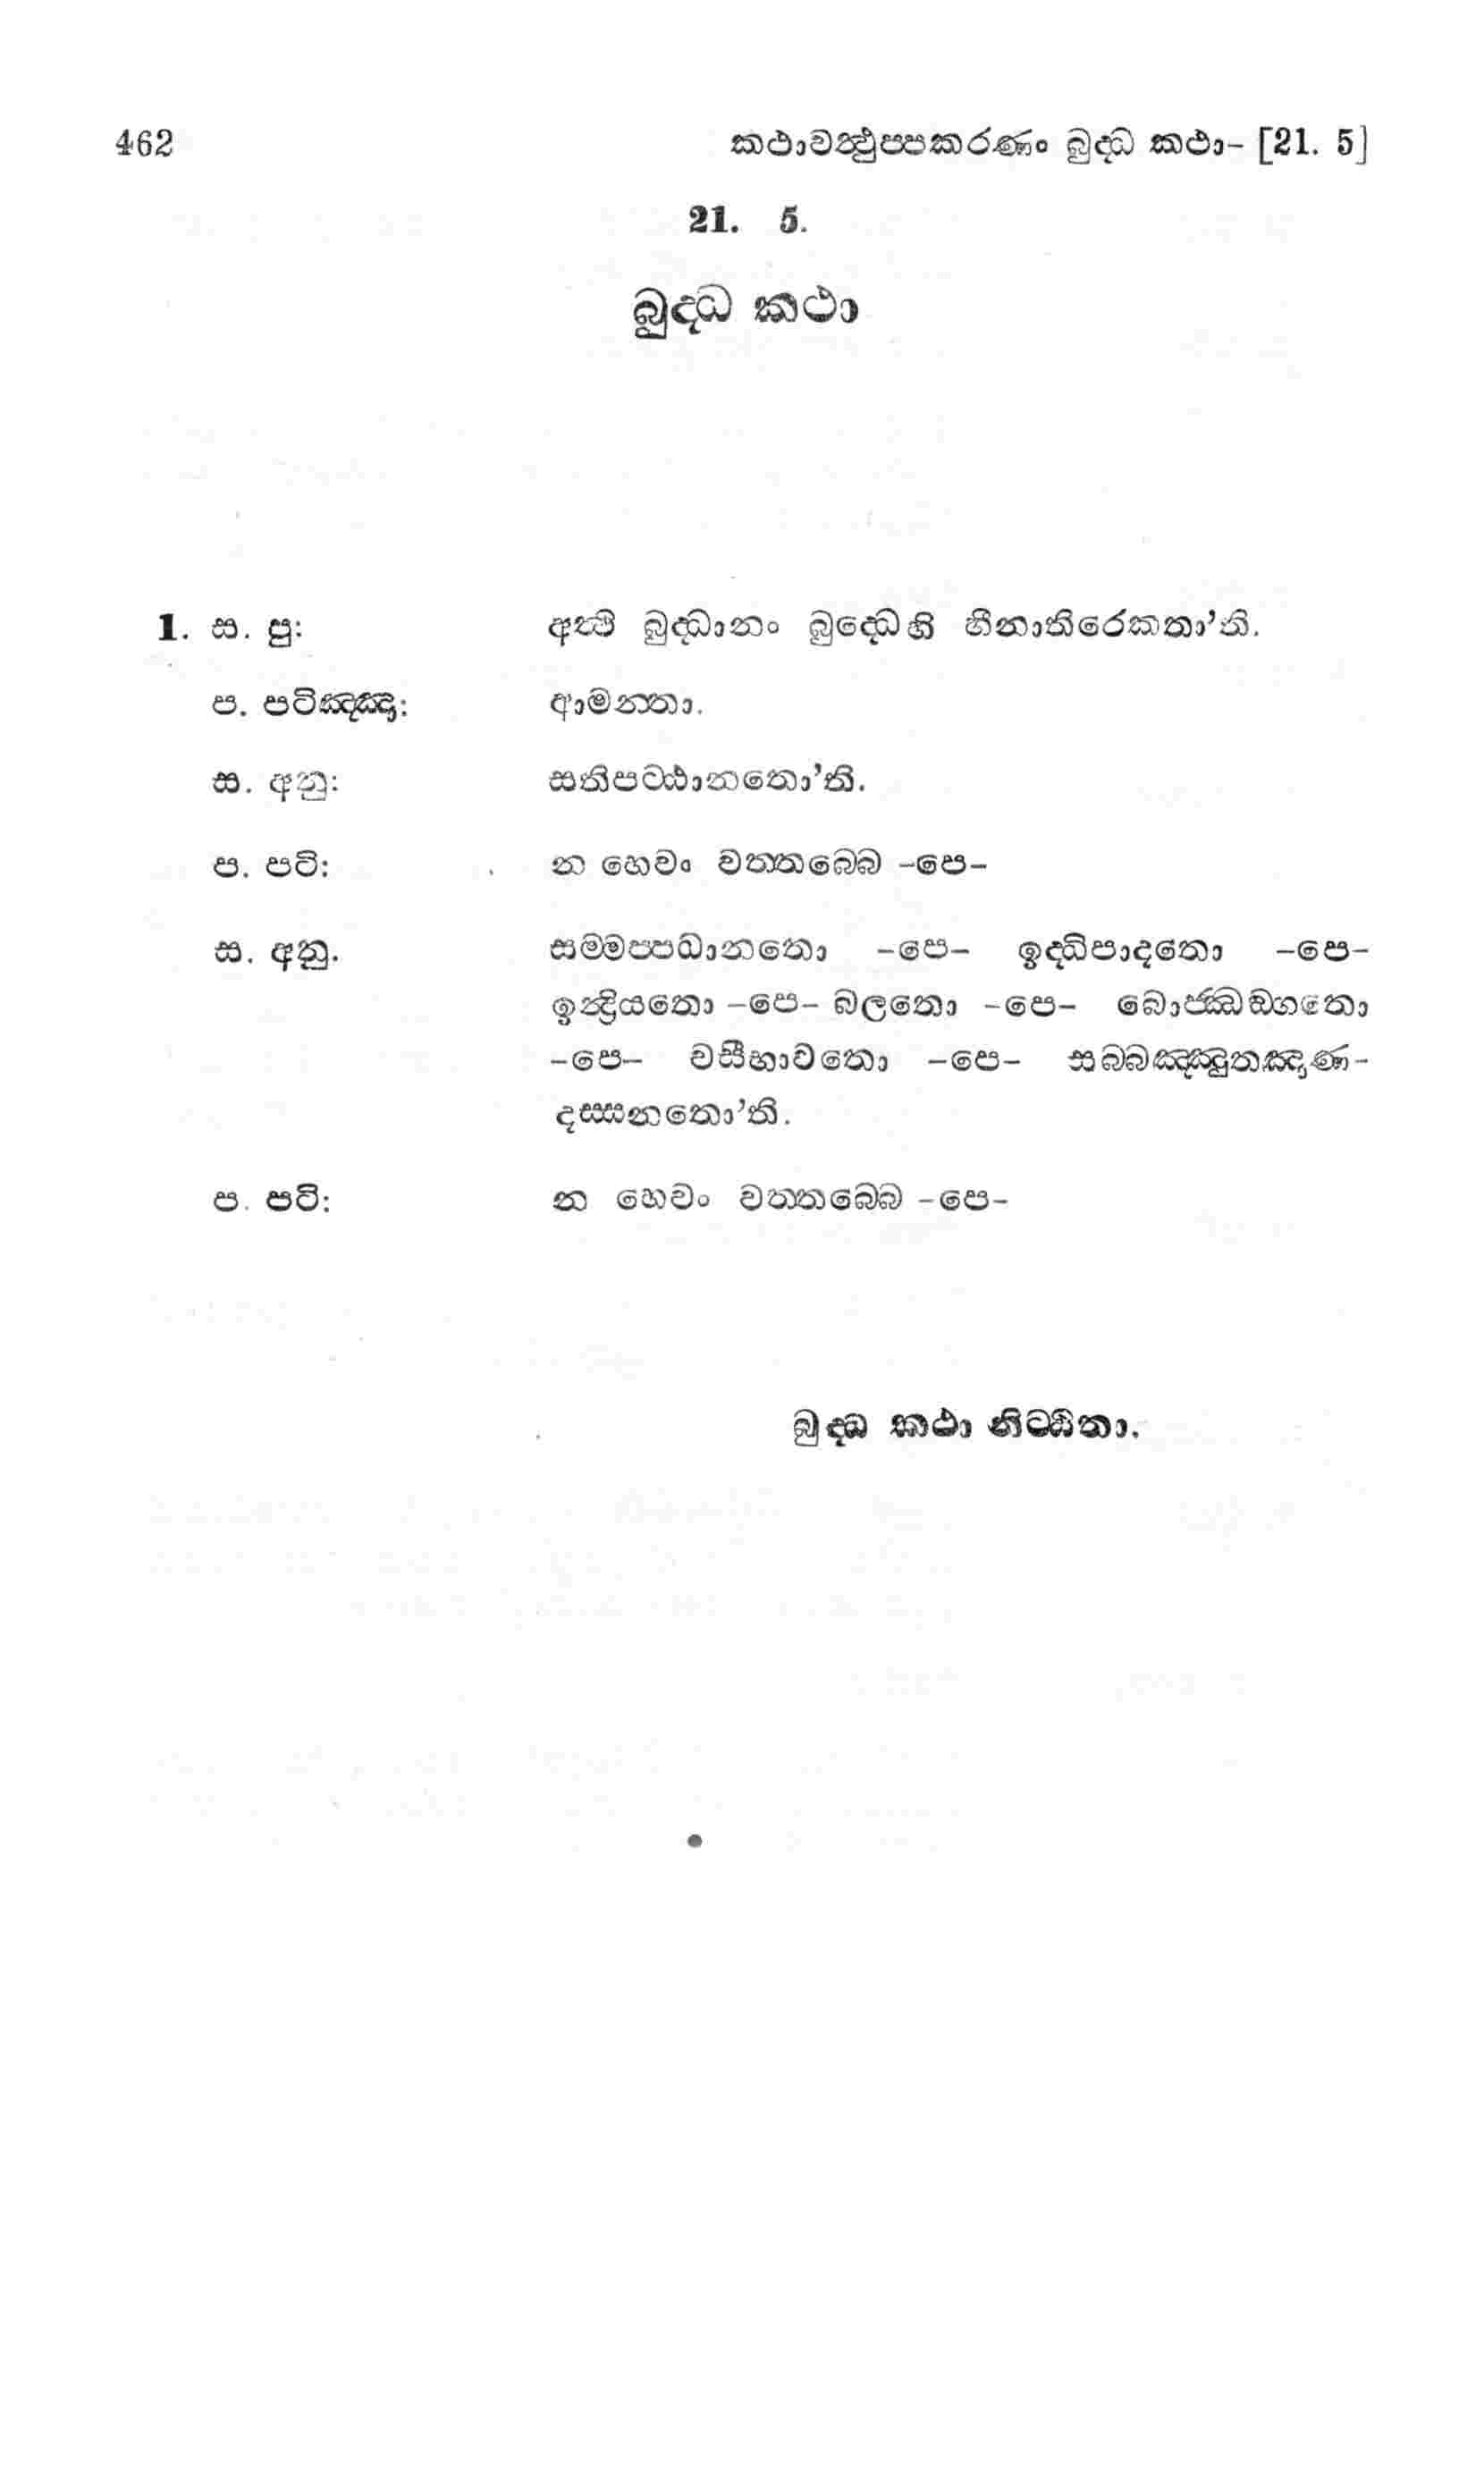 462 කථාවත්‍ථුප‍්පකරණං බුද්‍ධ කථා- [21. 5]
21. 5.
බුද්‍ධ කථා
1. ස. පු: අත්‍ථි බුද්‍ධානං බුද්‍ධෙහි හීනාතිරෙකතා’ති.
ප. පටිඤ‍්ඤා: ආමන‍්තා.
ස. අනු: සතිපට‍්ඨානතො’ති.
ප. පටි: න හෙවං වත‍්තබ‍්බෙ -පෙ-
ස. අනු. සම‍්මප‍්පධානතො -පෙ- ඉද්‍ධිපාදතො -පෙ-
ඉන්‍ද්‍රියතො -පෙ- බලතො -පෙ- බොජ‍්ඣඞ‍්ගතො
-පෙ- වසීභාවතො -පෙ- සබ‍්බඤ‍්ඤුතඤාණ-
දස‍්සනතො’ති.
ප. පටි: න හෙවං වත‍්තබ‍්බෙ -පෙ-
බුද්‍ධ කථා නිට‍්ඨිතා.